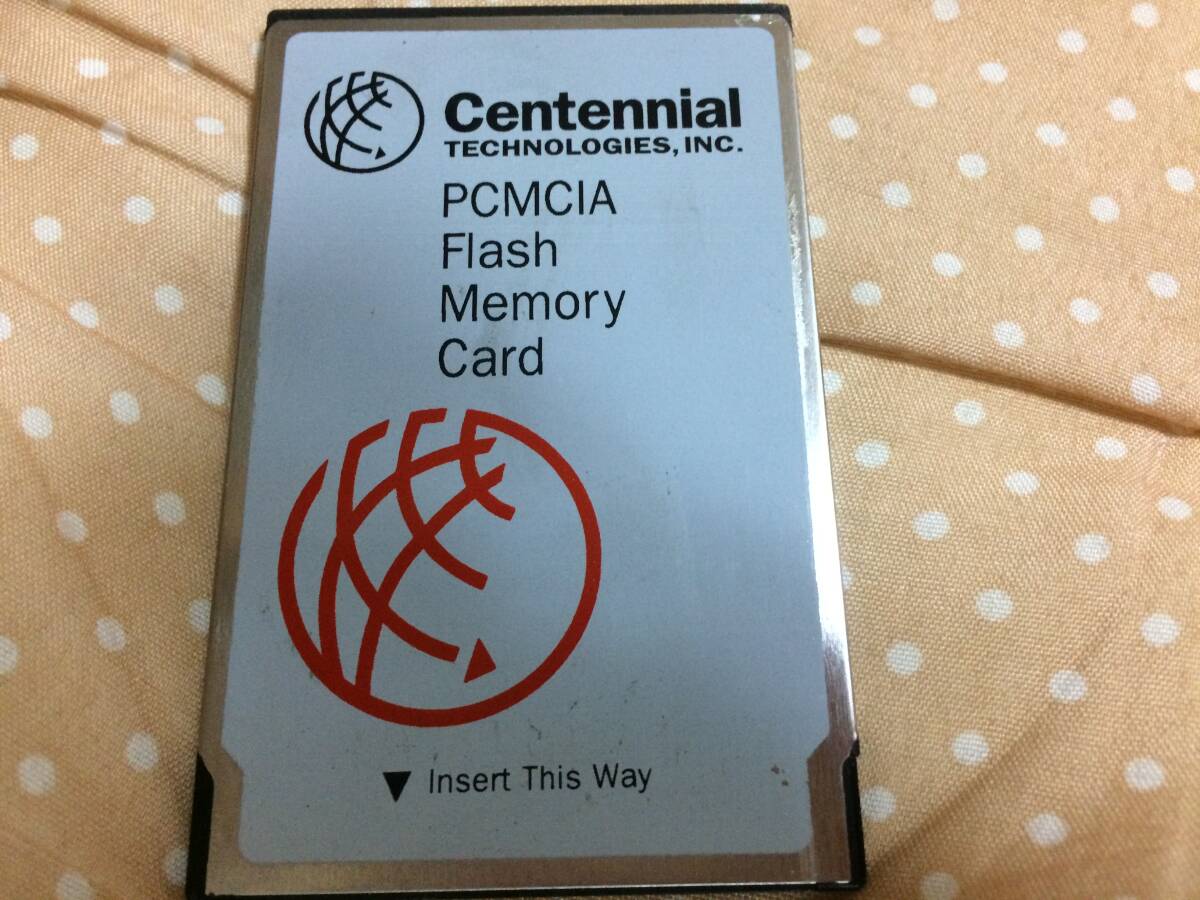 Centennial
TECHNOLOGIES, INC.
PCMCIA
Flash
Memory
Card
▼ Insert This Way